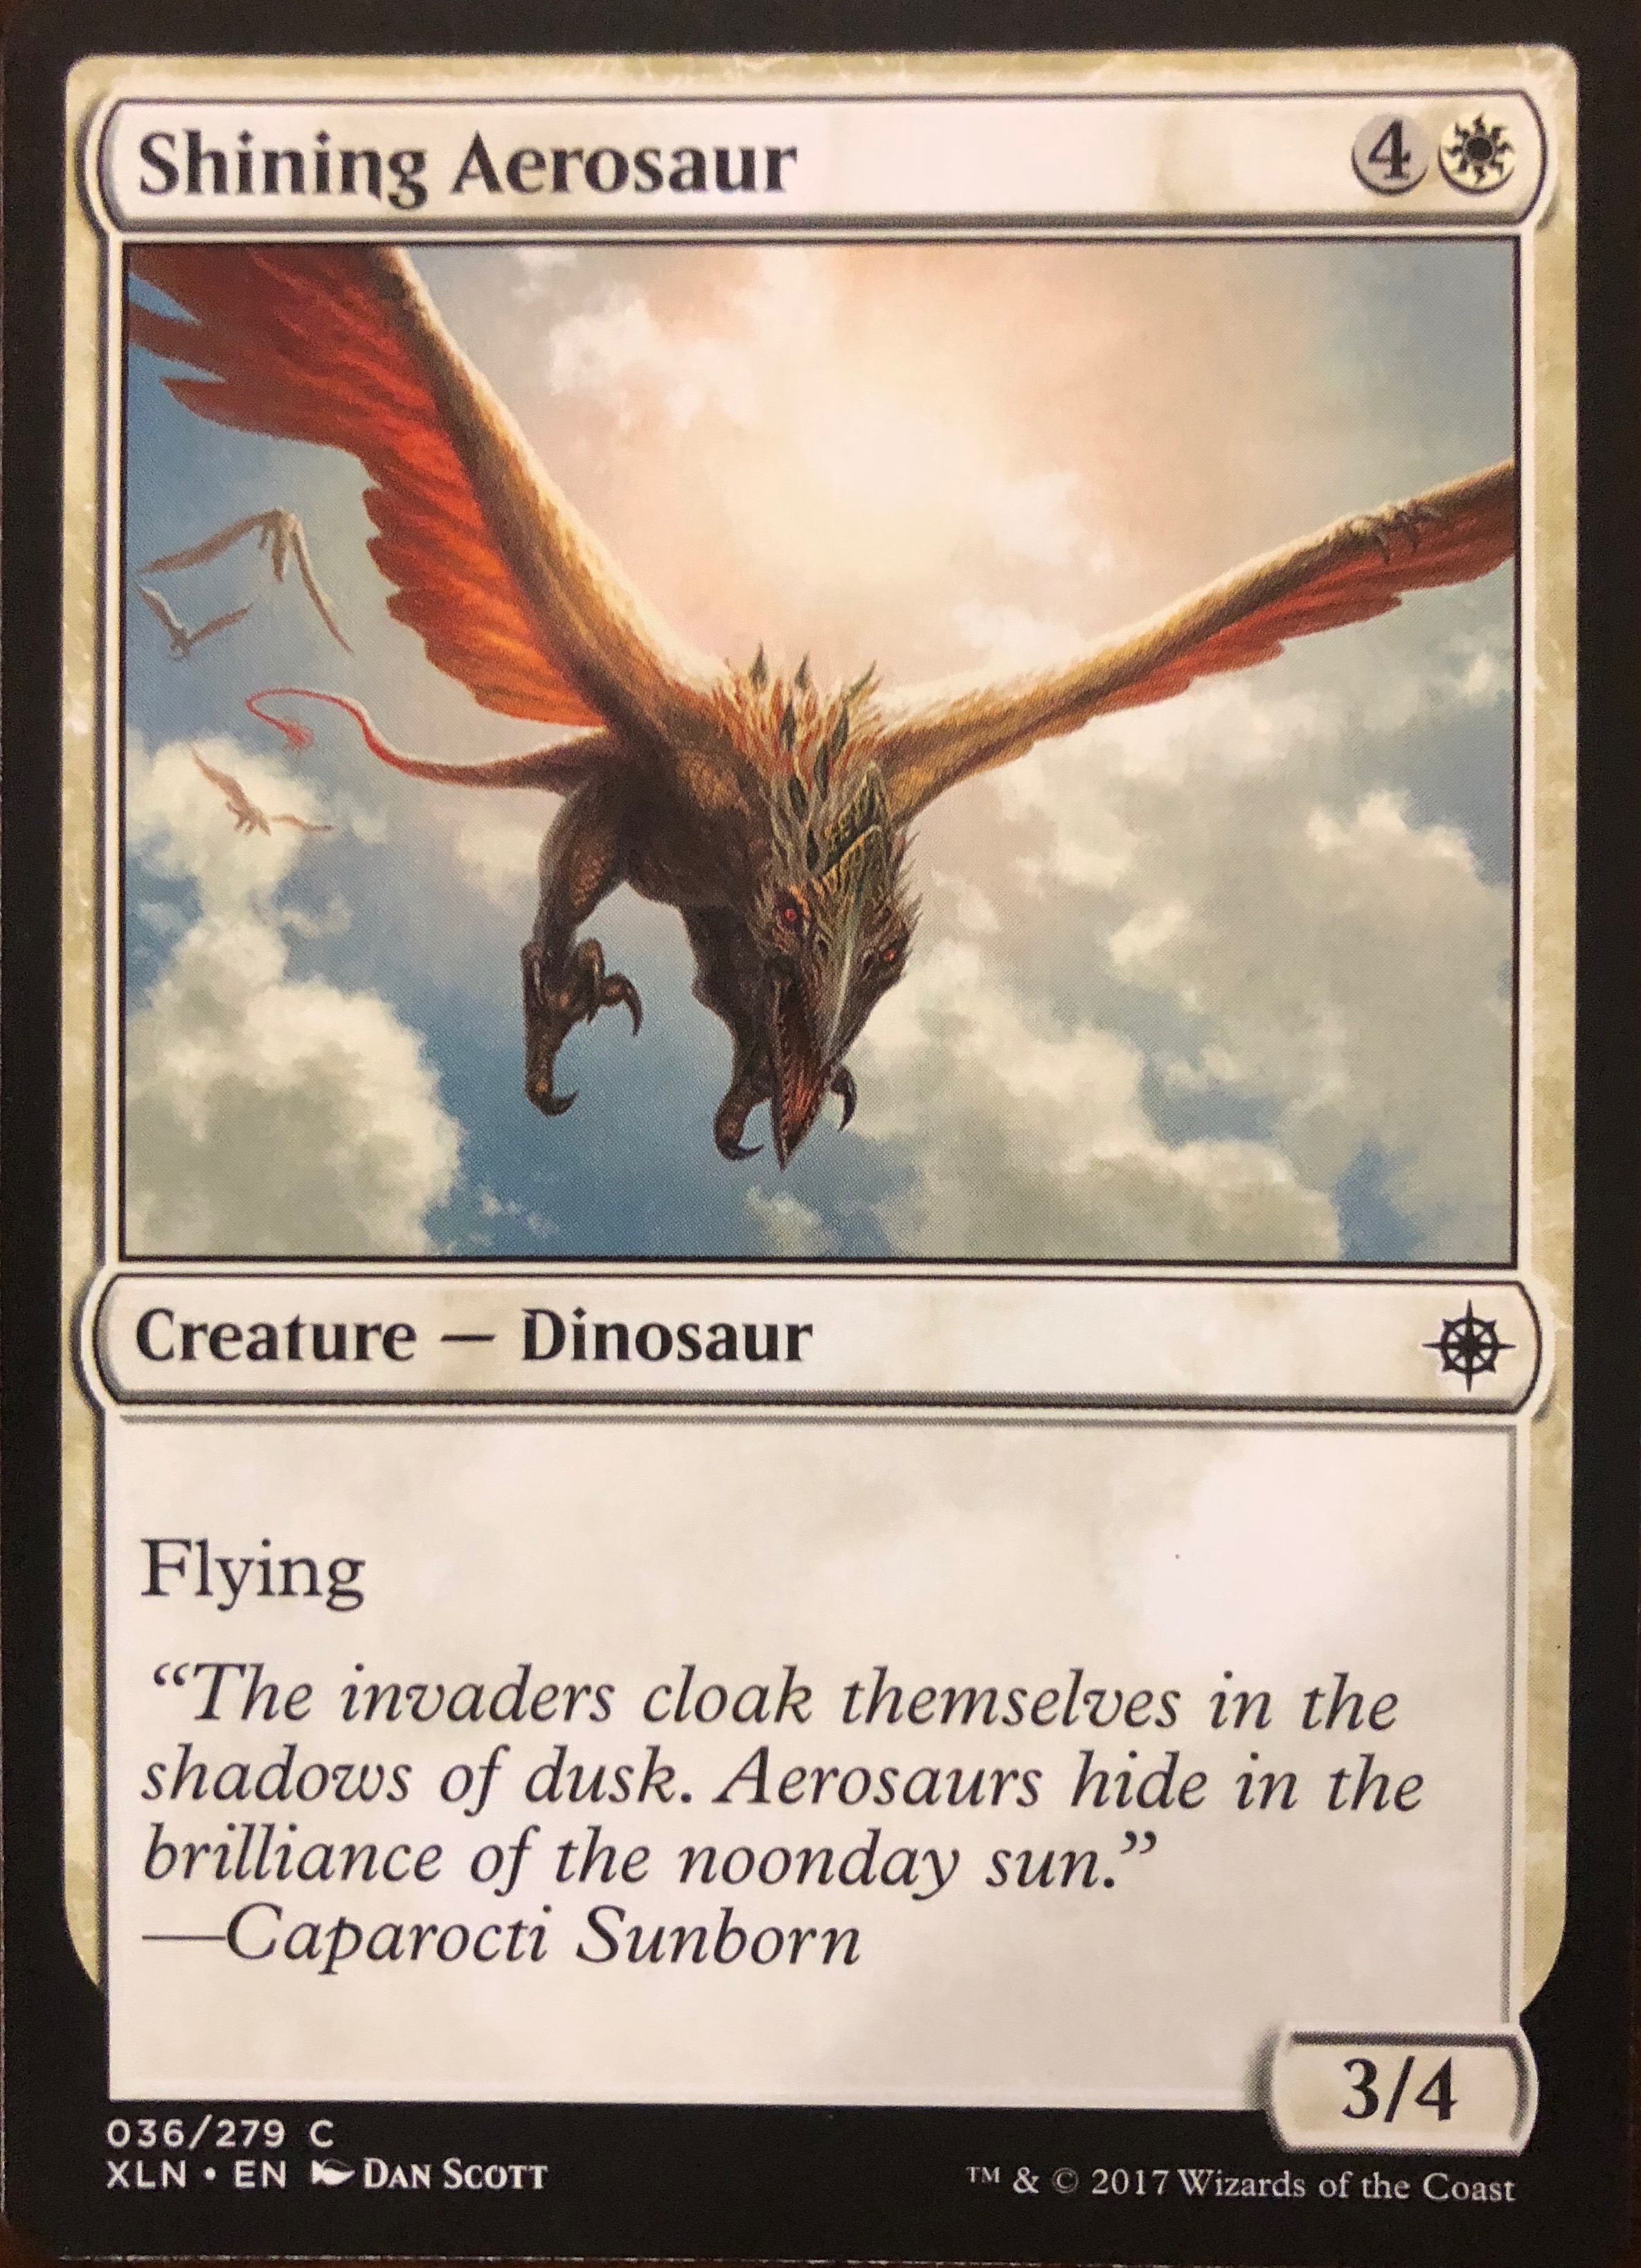 Shining Aerosaur 4
Creature — Dinosaur
Flying
“The invaders cloak themselves in the
shadows of dusk. Aerosaurs hide in the
brilliance of the noonday sun.”
—Caparocti Sunborn
3/4
036/279 C
XLN • EN DAN SCOTT
™ & © 2017 Wizards of the Coast